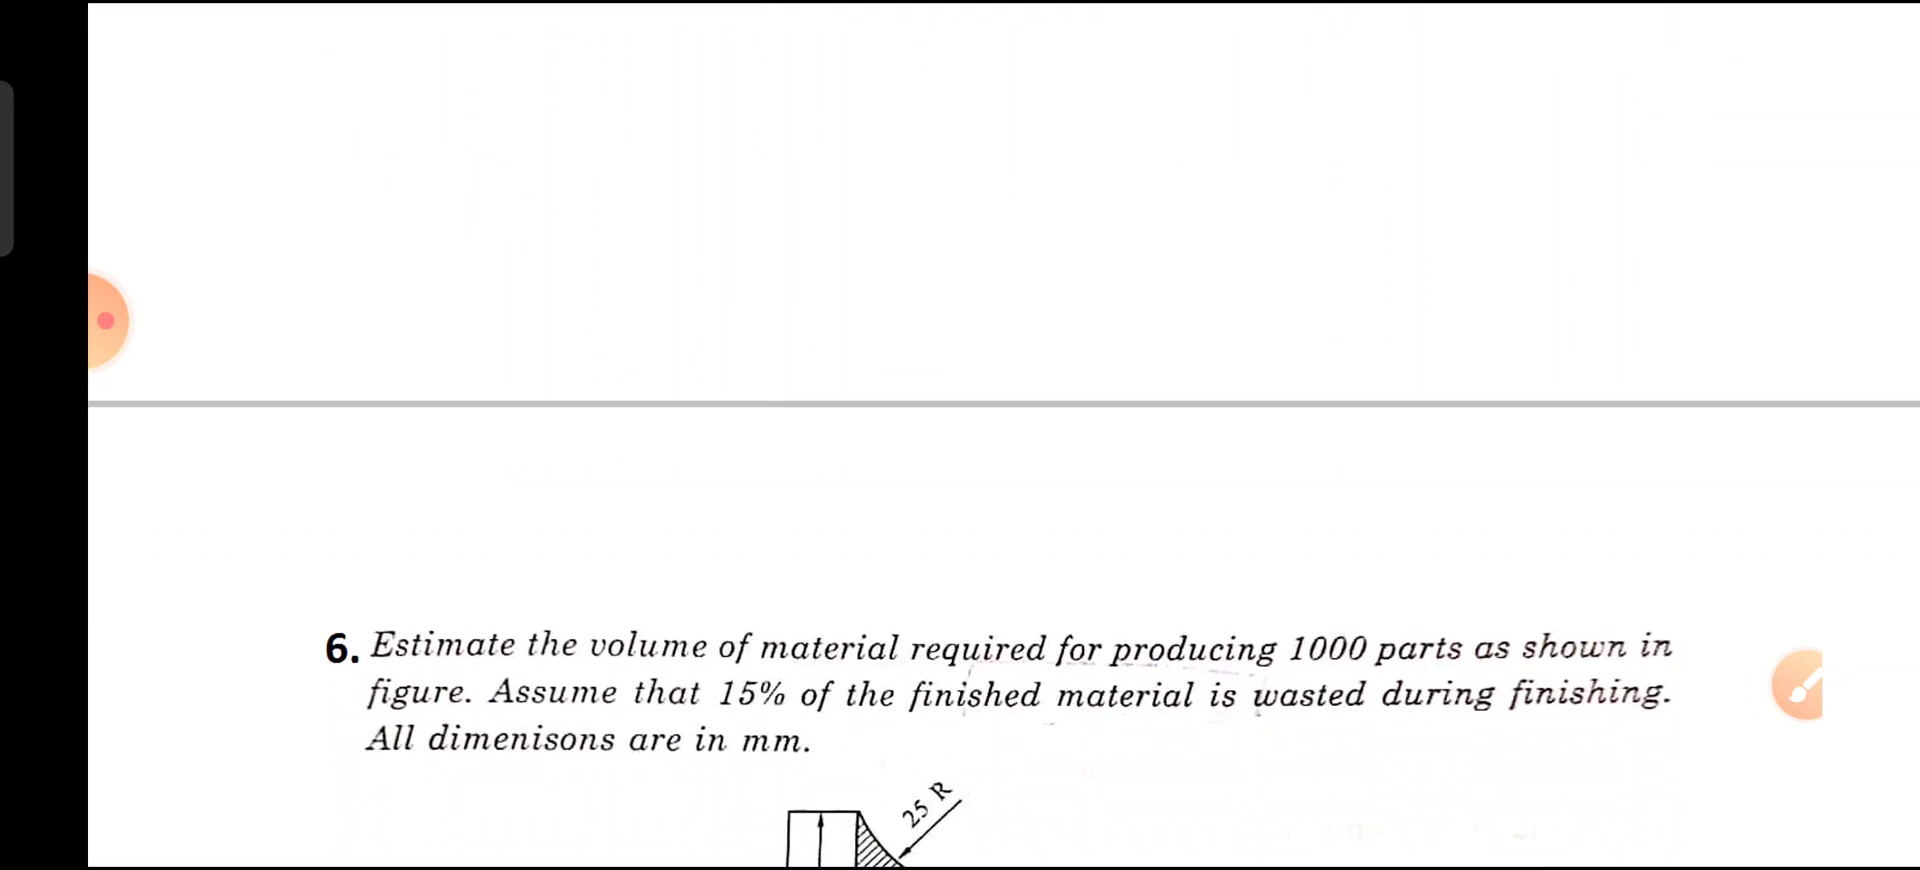 6. Estimate the volume of material required for producing 1000 parts as shown in
figure. Assume that 15% of the finished material is wasted during finishing.
All dimenisons are in mm.
25 R